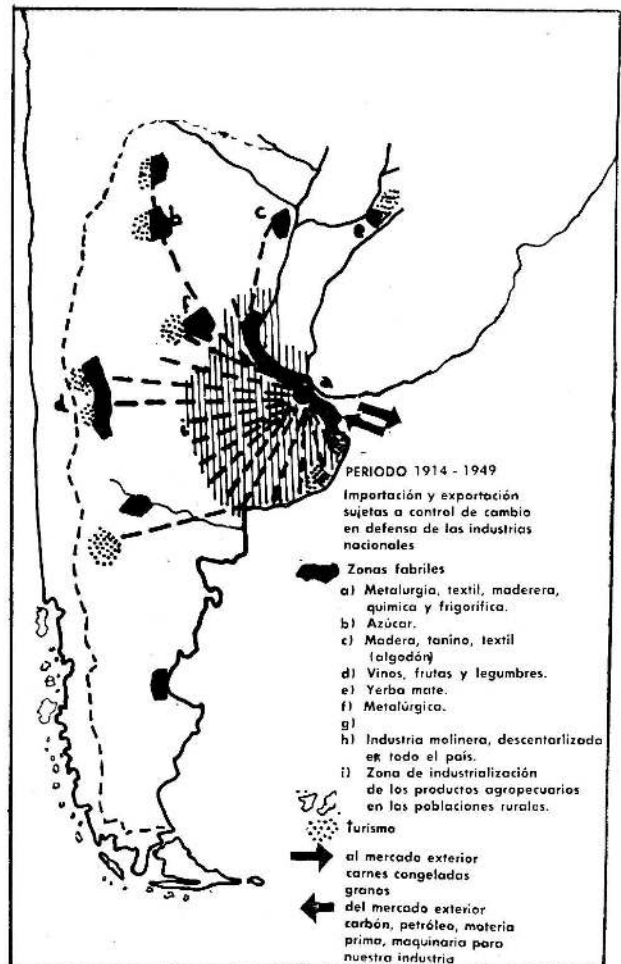 b
c
e
f
a
d
PERIODO 1914 - 1949
Importación y exportación
sujetas a control de cambio
en defensa de las industrias
nacionales
Zonas fabriles
a) Metalurgia, textil, maderera,
química y frigorífica.
b) Azúcar.
c) Madera, tanino, textil
(algodón)
d) Vinos, frutas y legumbres.
e) Yerba mate.
f) Metalúrgica.
g)
h) Industria molinera, descentarlizada
en todo el país.
i) Zona de industrialización
de los productos agropecuarios
en las poblaciones rurales.
Turismo
al mercado exterior
carnes congeladas
granos
del mercado exterior
carbón, petróleo, materia
prima, maquinaria para
nuestra industria